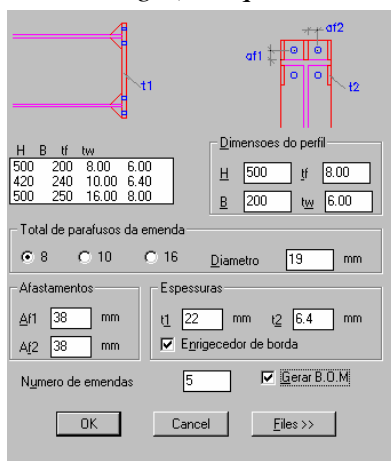 af2
af1
t1
t2
H B tf tw
500 200 8.00 6.00
420 240 10.00 6.40
500 250 16.00 8.00
Dimensoes do perfil
H 500 tf 8.00
B 200 tw 6.00
Total de parafusos da emenda
8 10 16 Diametro 19 mm
Afastamentos
Af1 38 mm
Af2 38 mm
Espessuras
t1 22 mm t2 6.4 mm
Enrigecedor de borda
Numero de emendas 5 Gerar B.O.M
OK Cancel Files >>